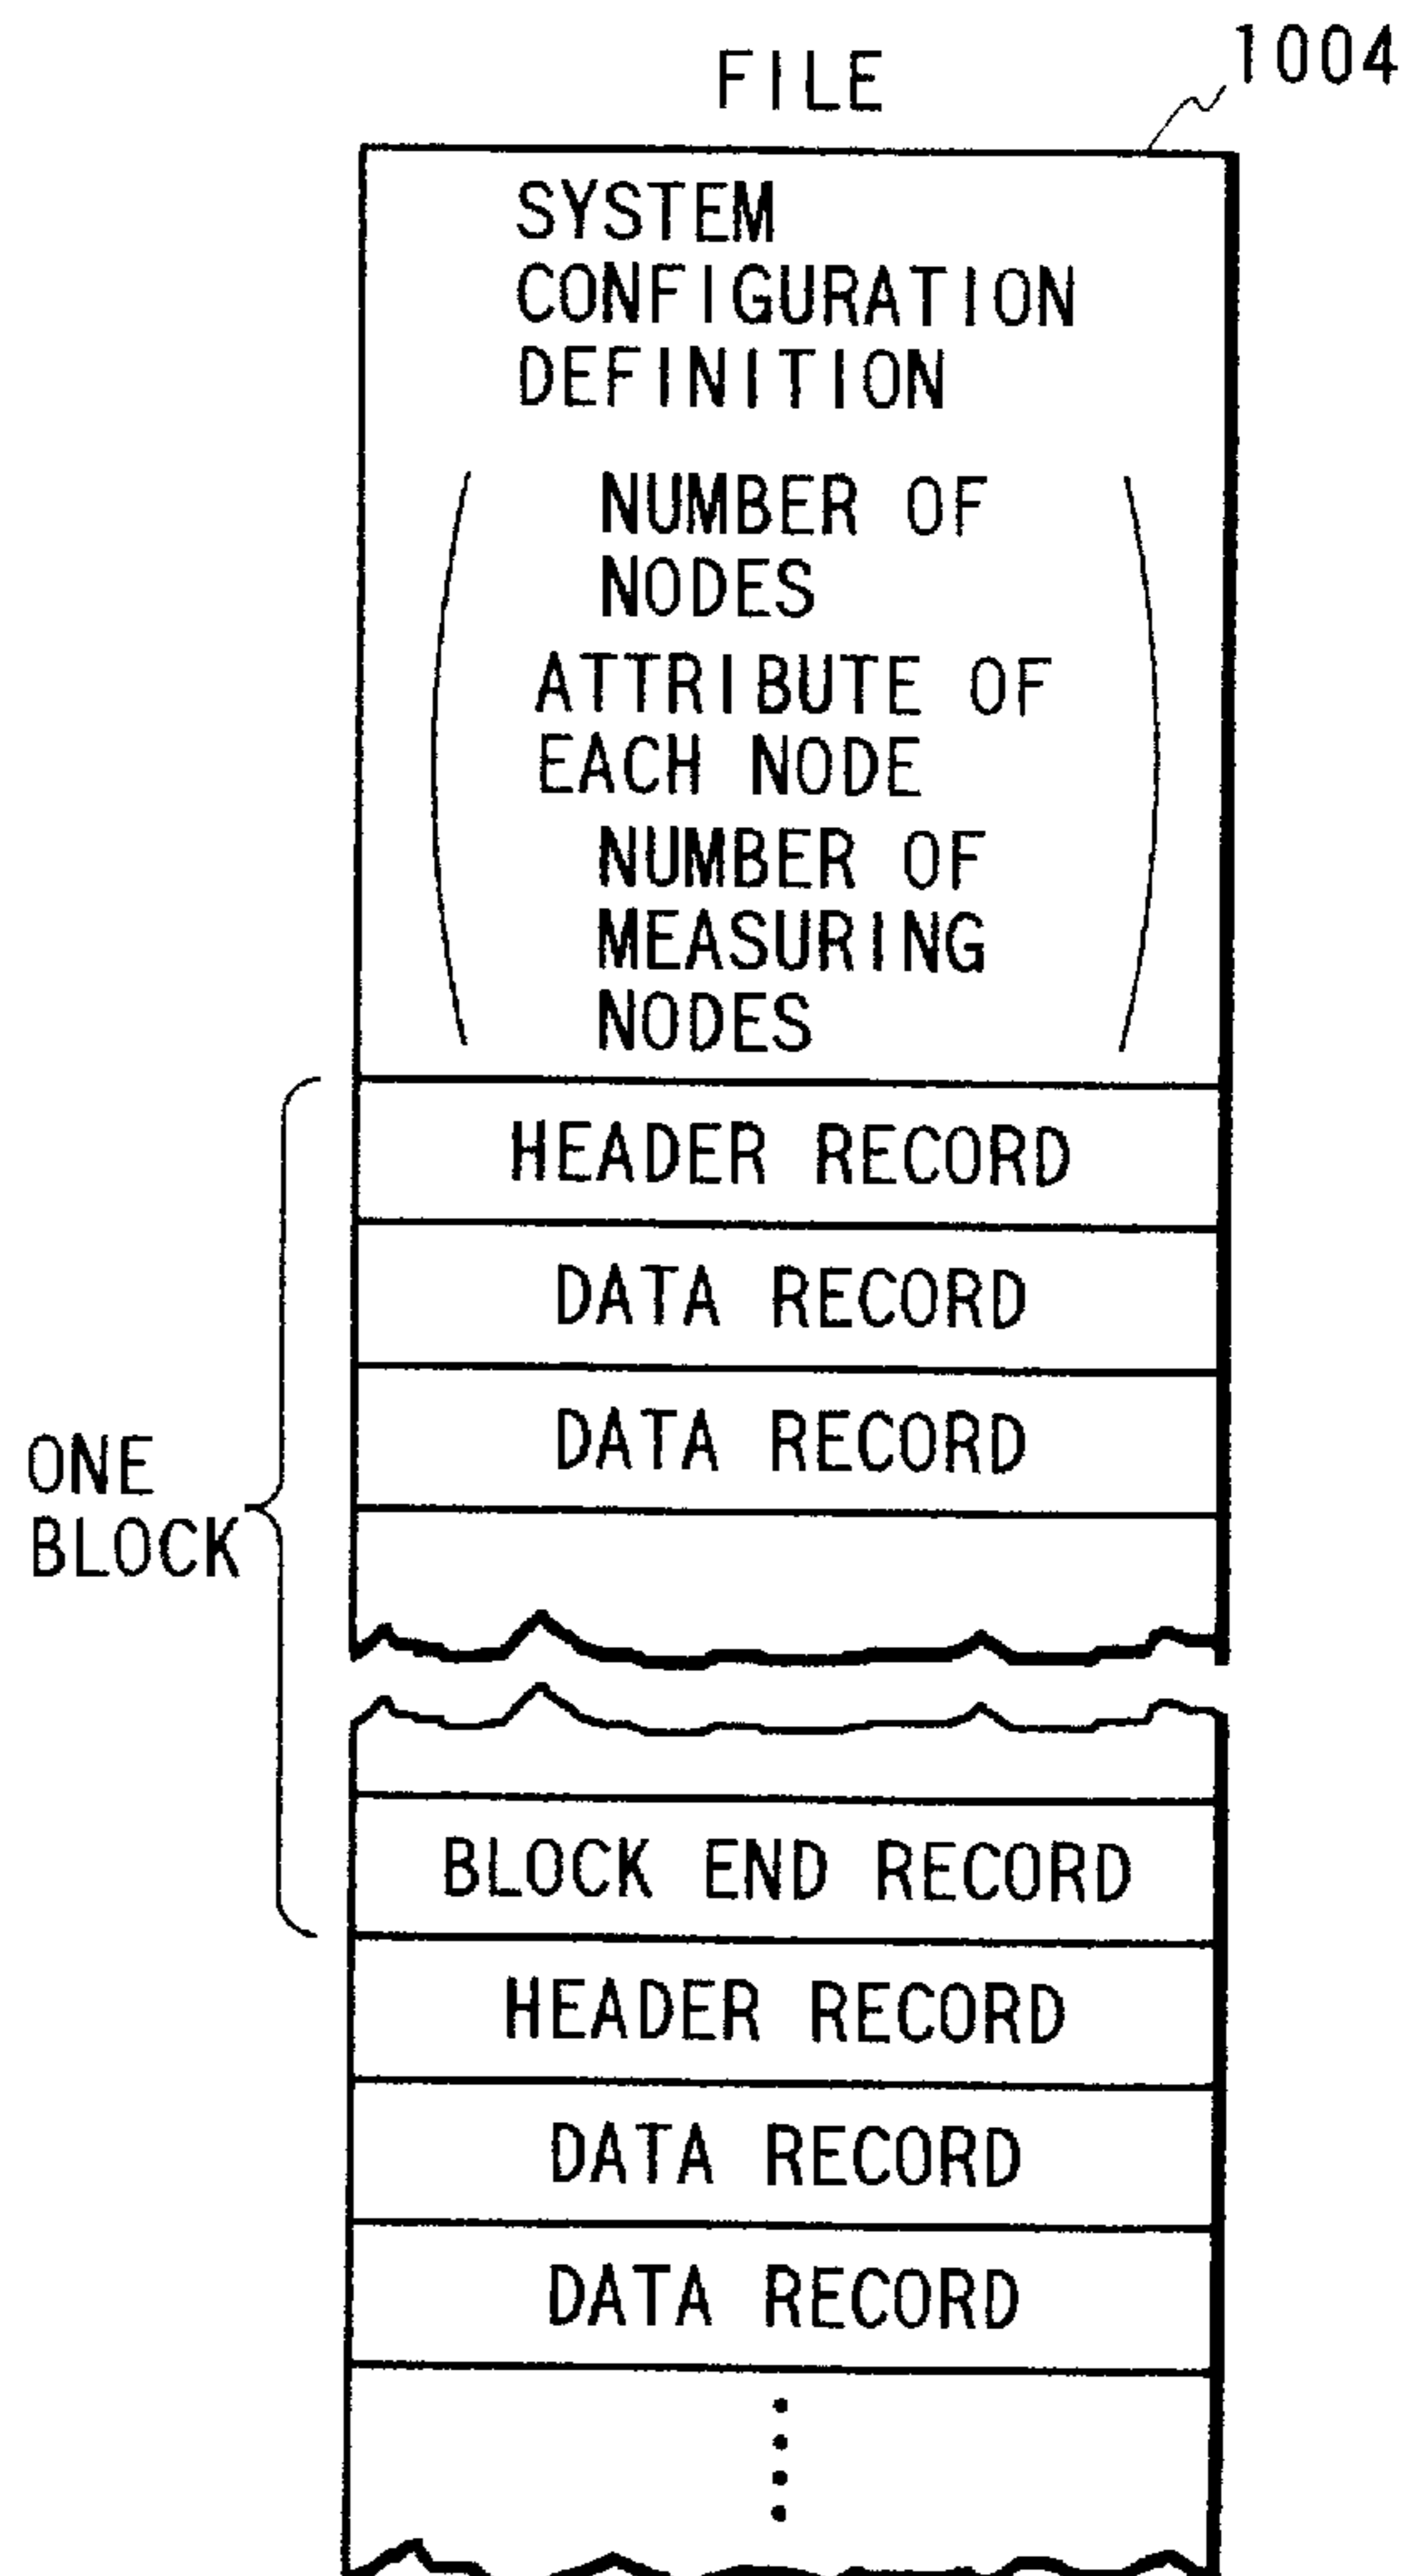 1004
FILE
SYSTEM
CONFIGURATION
DEFINITION
NUMBER OF
NODES
ATTRIBUTE OF
EACH NODE
NUMBER OF
MEASURING
NODES
HEADER RECORD
DATA RECORD
DATA RECORD
ONE
BLOCK
BLOCK END RECORD
HEADER RECORD
DATA RECORD
DATA RECORD